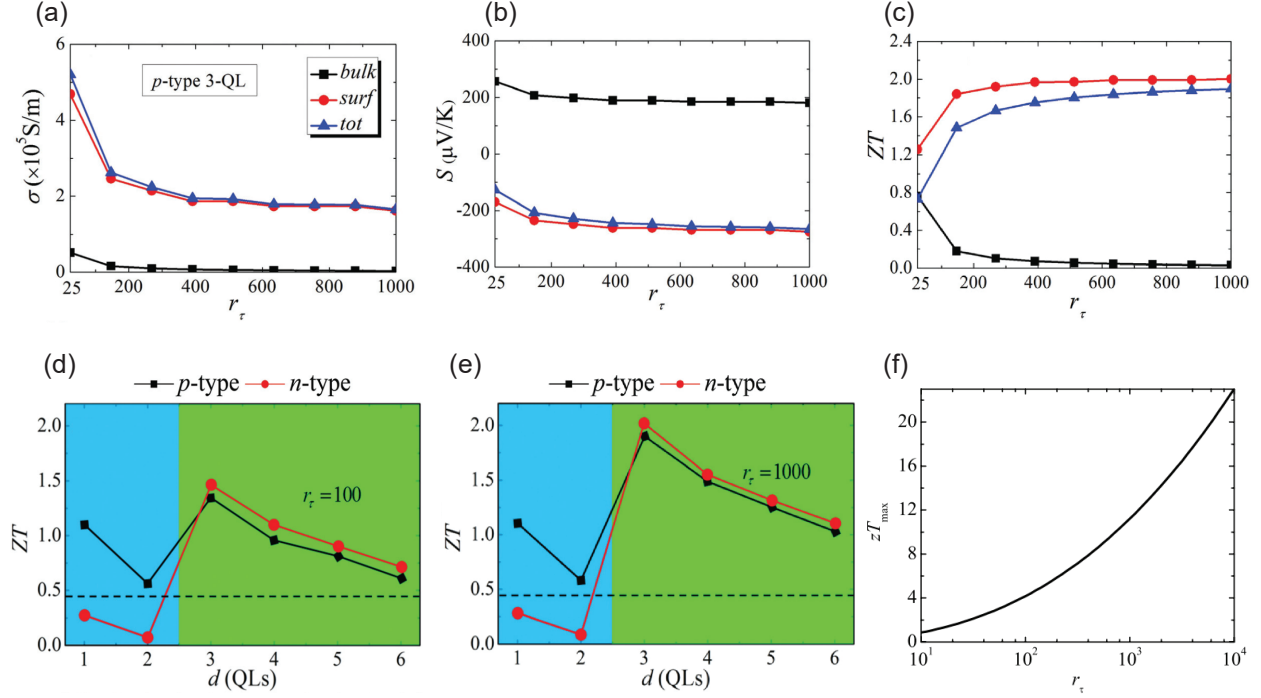 (a)
σ (×10⁵S/m)
6
4
2
0
p-type 3-QL
bulk
surf
tot
25 200 400 600 800 1000
r_τ
(b)
S (μV/K)
400
200
0
-200
-400
25 200 400 600 800 1000
r_τ
(c)
ZT
2.4
2.0
1.6
1.2
0.8
0.4
0.0
25 200 400 600 800 1000
r_τ
(d)
p-type n-type
ZT
2.0
1.5
1.0
0.5
0.0
r_τ =100
1 2 3 4 5 6
d (QLs)
(e)
p-type n-type
ZT
2.0
1.5
1.0
0.5
0.0
r_τ =1000
1 2 3 4 5 6
d (QLs)
(f)
zT_max
20
16
12
8
4
0
10¹ 10² 10³ 10⁴
r_τ